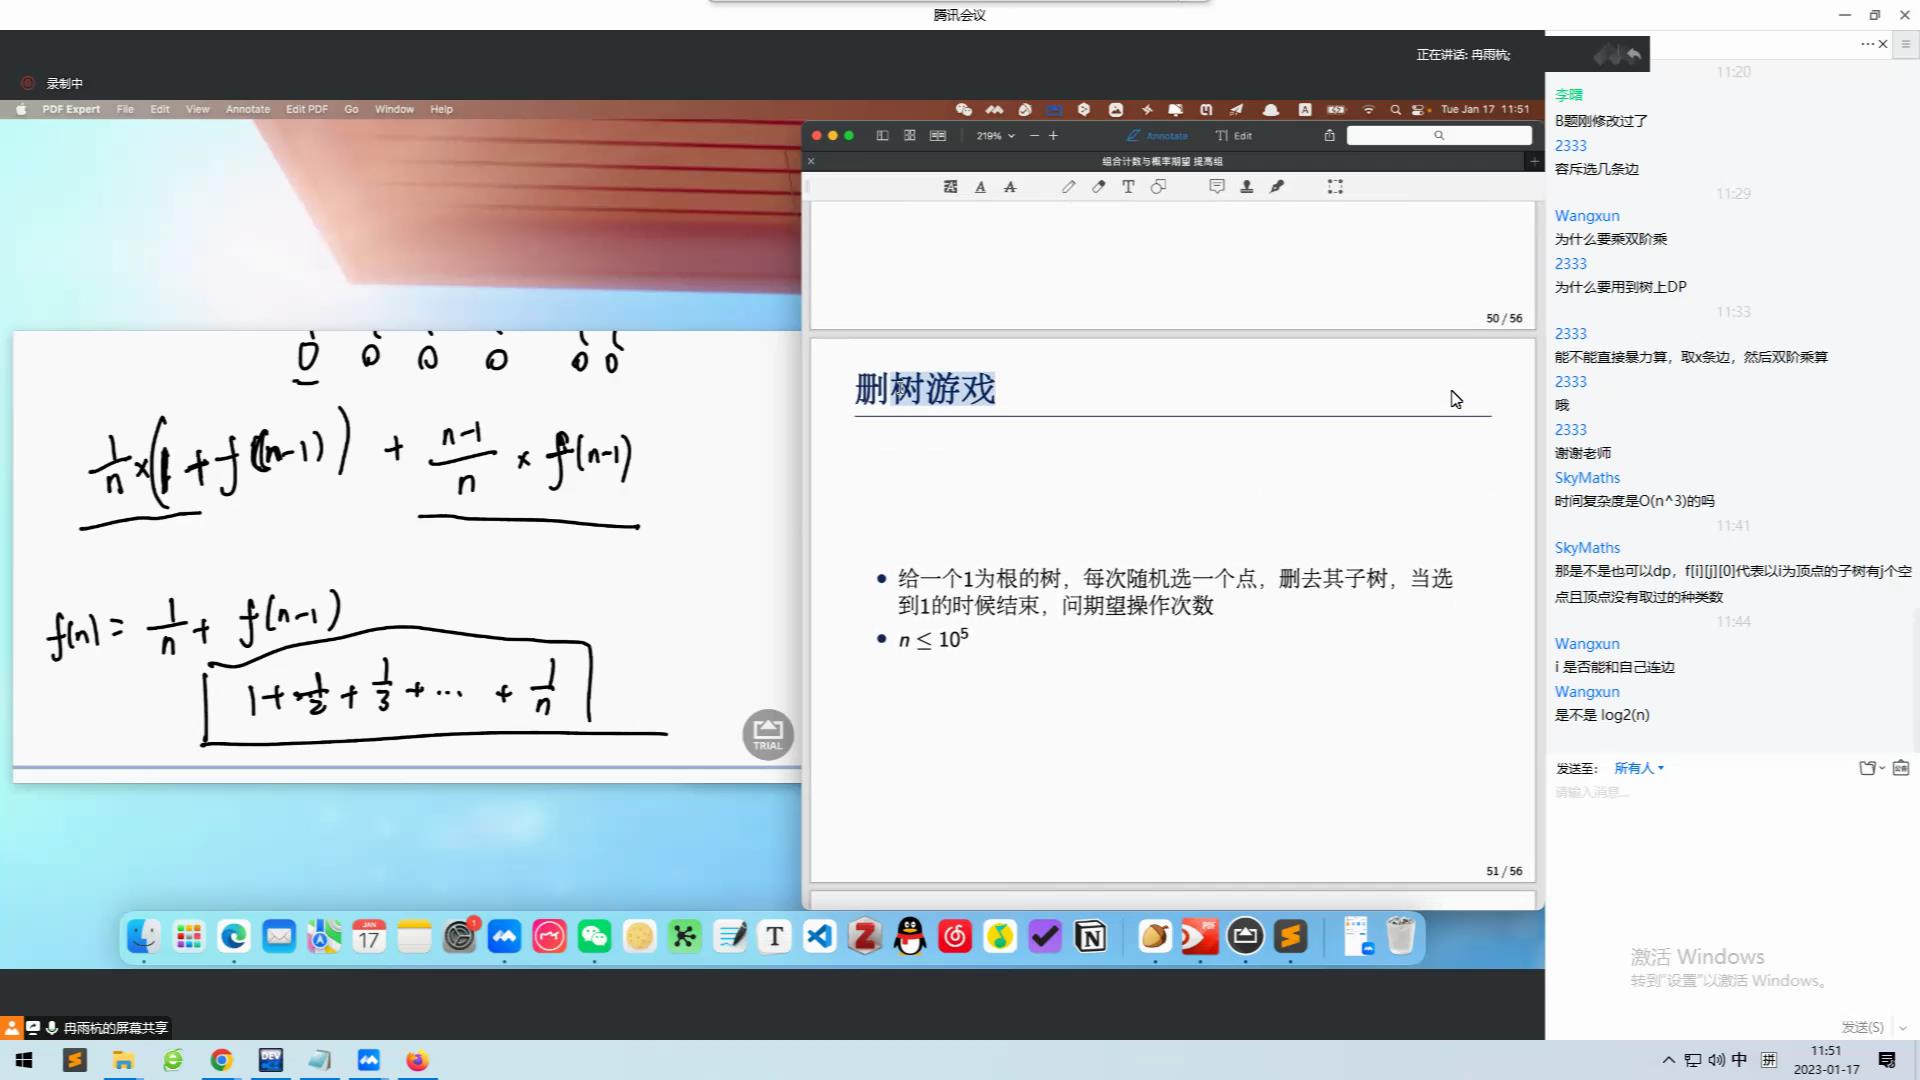 腾讯会议
正在讲话: 冉雨杭;
录制中
PDF Expert File Edit View Annotate Edit PDF Go Window Help
Tue Jan 17 11:51
219%
Annotate
Edit
组合计数与概率期望 提高组
50 / 56
删树游戏
给一个1为根的树，每次随机选一个点，删去其子树，当选
到1的时候结束，问期望操作次数
n ≤ 10⁵
51 / 56
0 0 0 0 0 0
1/n × (1 + f(n-1)) + n-1/n × f(n-1)
f(n) = 1/n + f(n-1)
1 + 1/2 + 1/3 + ... + 1/n
TRIAL
JAN
17
冉雨杭的屏幕共享
11:20
李曙
B题刚修改过了
2333
容斥选几条边
11:29
Wangxun
为什么要乘双阶乘
2333
为什么要用到树上DP
11:33
2333
能不能直接暴力算，取x条边，然后双阶乘算
2333
哦
2333
谢谢老师
SkyMaths
时间复杂度是O(n^3)的吗
11:41
SkyMaths
那是不是也可以dp，f[i][j][0]代表以i为顶点的子树有j个空
点且顶点没有取过的种类数
11:44
Wangxun
i 是否能和自己连边
Wangxun
是不是 log2(n)
发送至: 所有人
请输入消息...
激活 Windows
转到"设置"以激活 Windows。
发送(S)
中 拼
11:51
2023-01-17